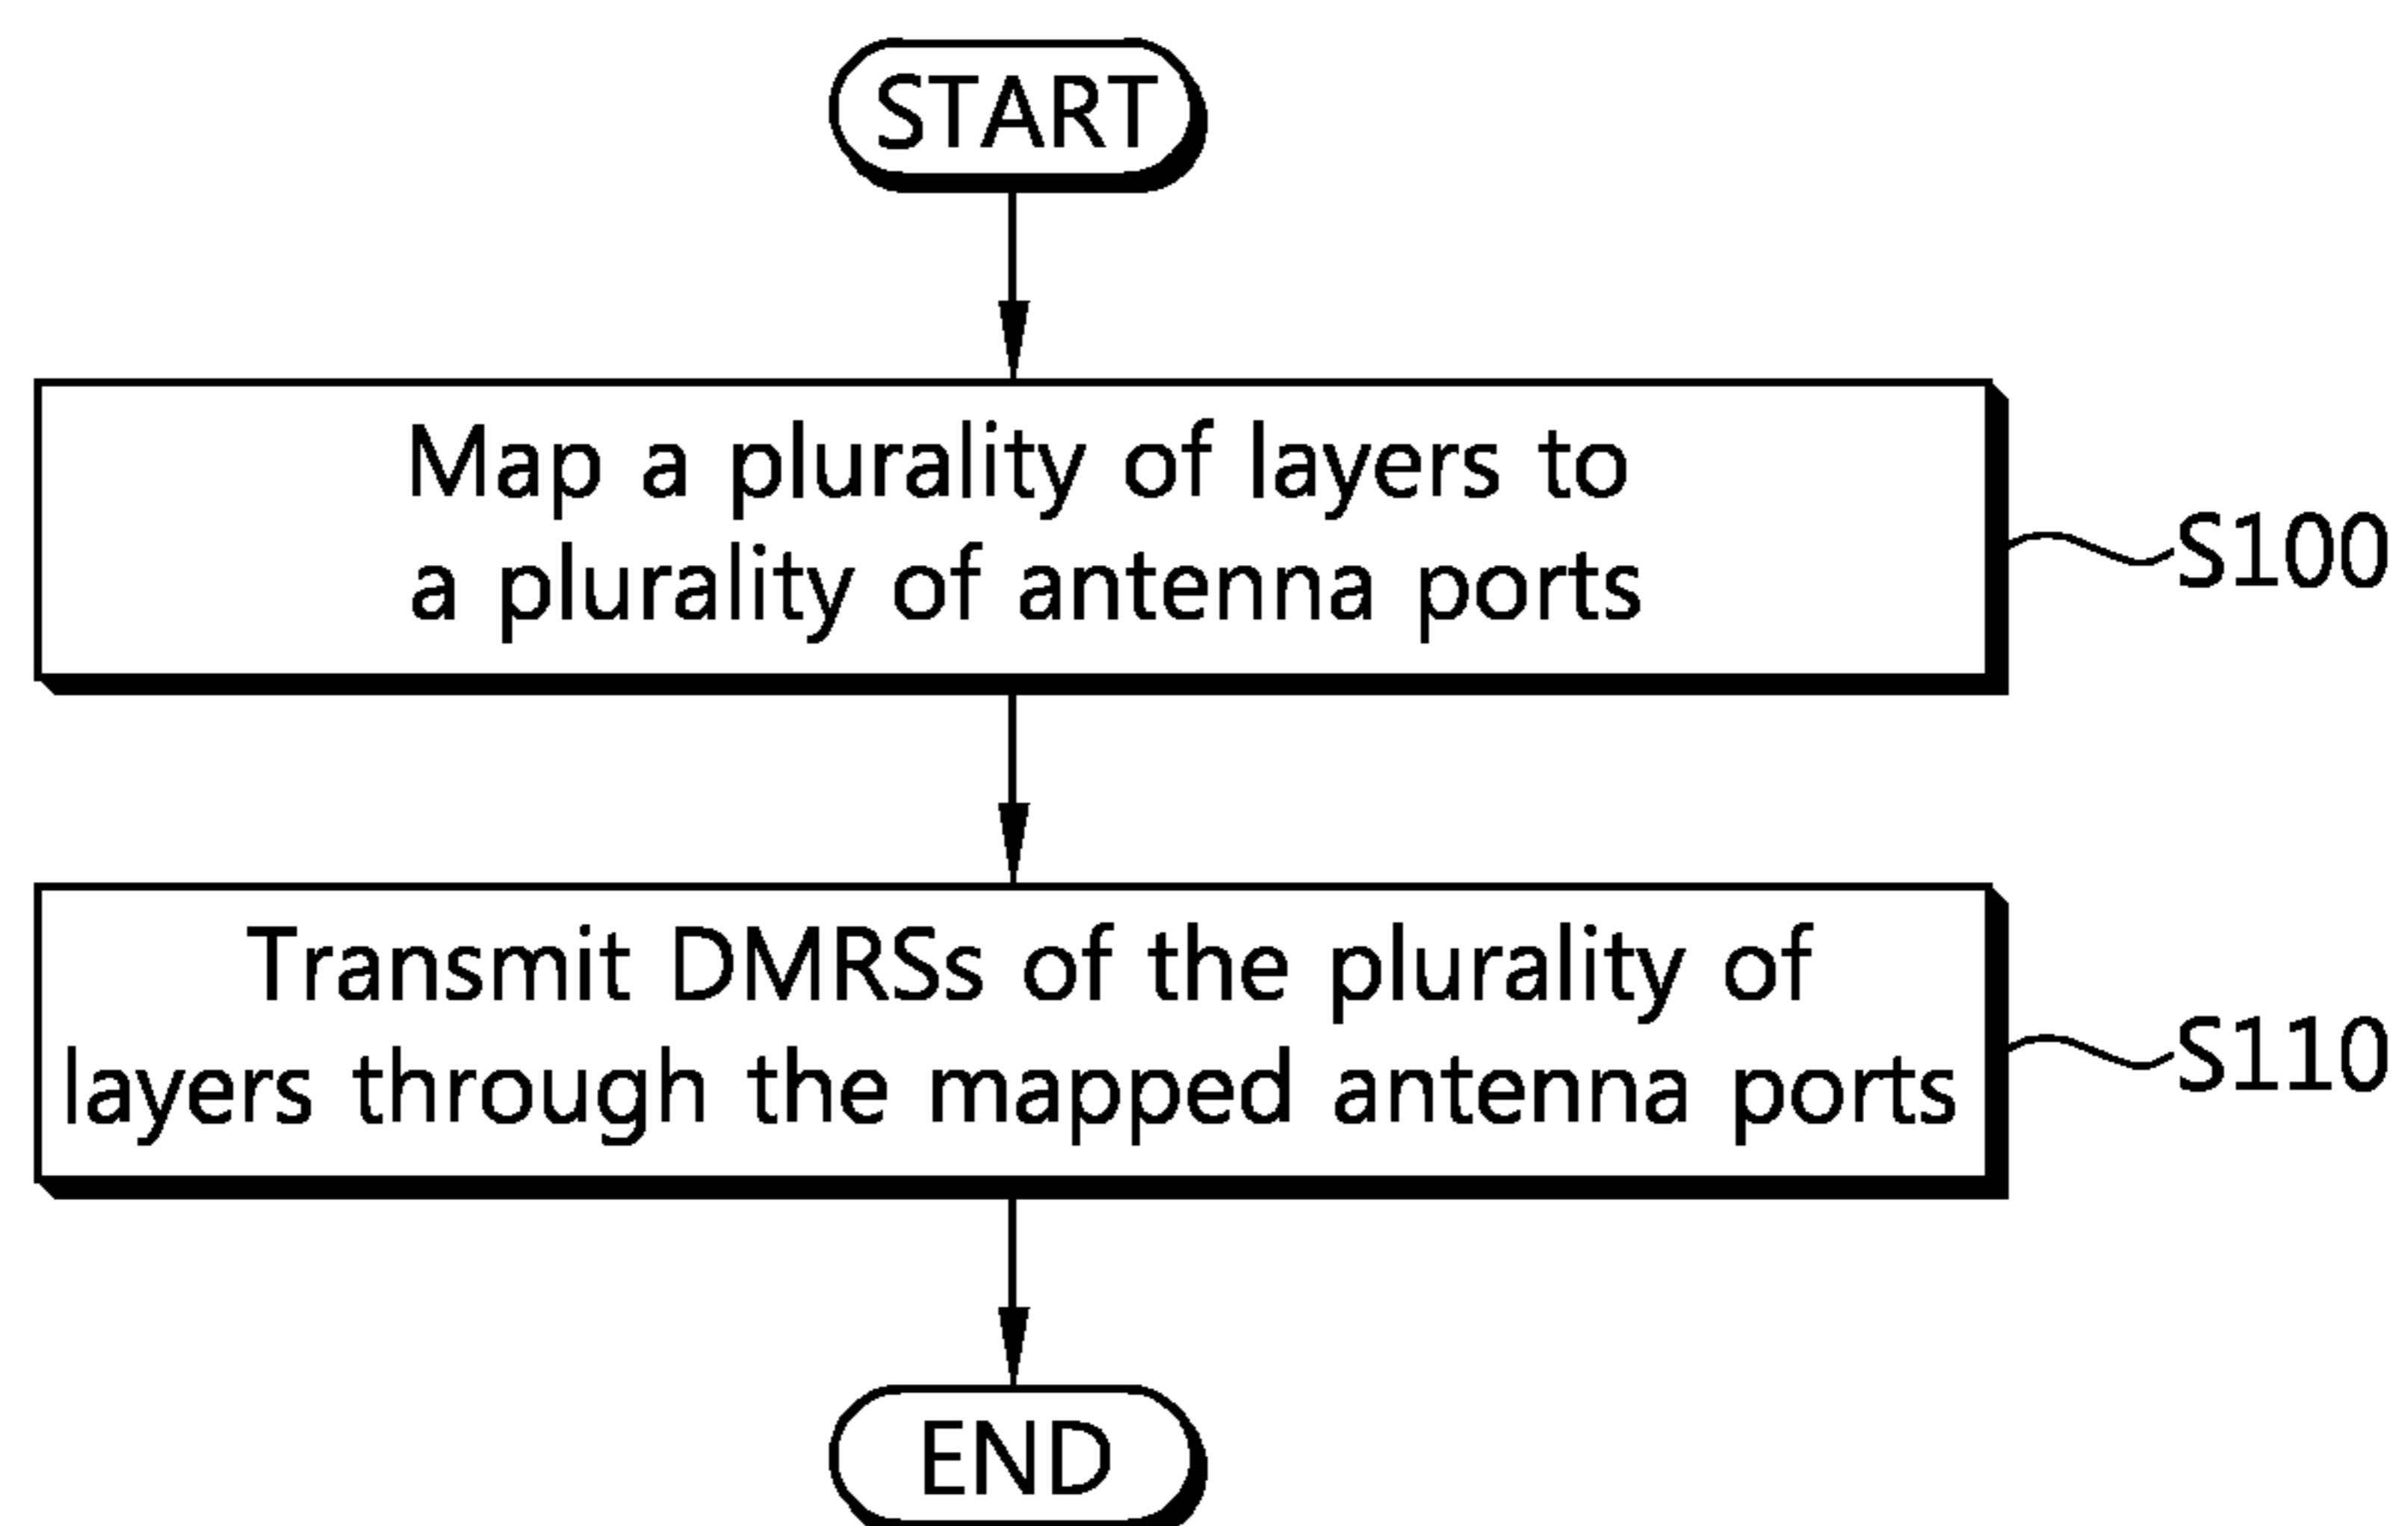 START
Map a plurality of layers to
a plurality of antenna ports
S100
Transmit DMRSs of the plurality of
layers through the mapped antenna ports
S110
END